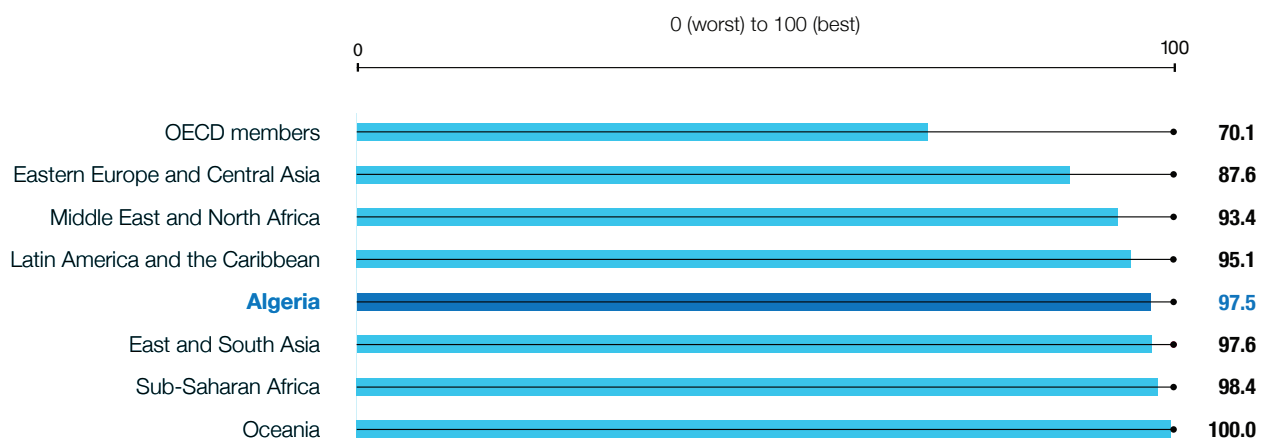 0 (worst) to 100 (best)
0 100
OECD members 70.1
Eastern Europe and Central Asia 87.6
Middle East and North Africa 93.4
Latin America and the Caribbean 95.1
Algeria 97.5
East and South Asia 97.6
Sub-Saharan Africa 98.4
Oceania 100.0